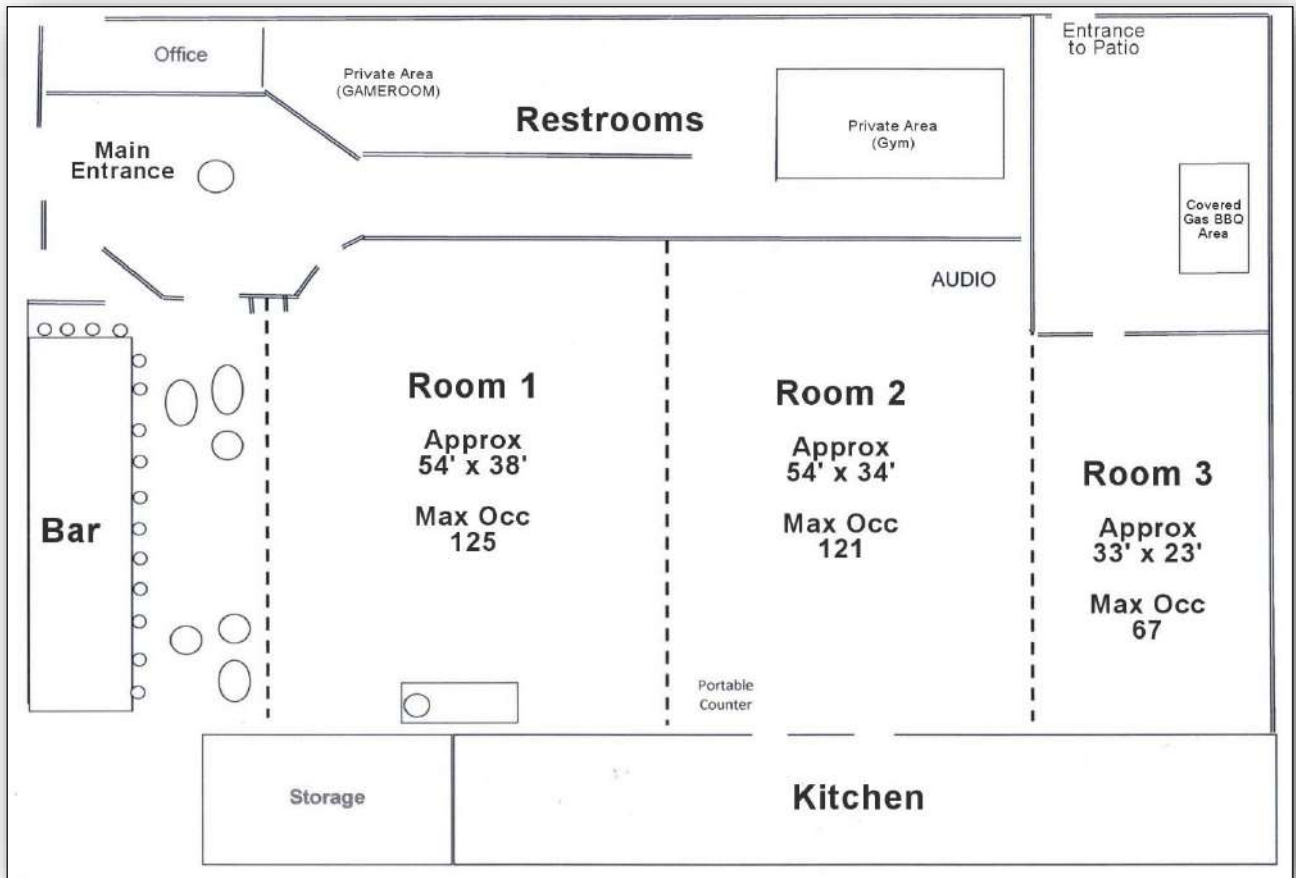 Office
Private Area
(GAMEROOM)
Restrooms
Private Area
(Gym)
Entrance
to Patio
Main
Entrance
Covered
Gas BBQ
Area
AUDIO
Room 1
Approx
54' x 38'
Max Occ
125
Room 2
Approx
54' x 34'
Max Occ
121
Room 3
Approx
33' x 23'
Max Occ
67
Bar
Portable
Counter
Storage
Kitchen